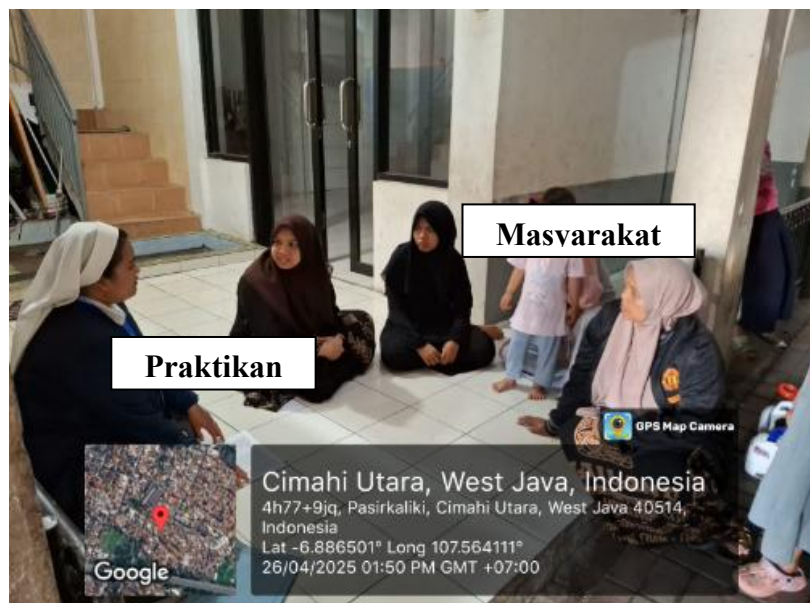 Masyarakat
Praktikan
GPS Map Camera
Cimahi Utara, West Java, Indonesia
4h77+9jq, Pasirkaliki, Cimahi Utara, West Java 40514,
Indonesia
Lat -6.886501° Long 107.564111°
26/04/2025 01:50 PM GMT +07:00
Google